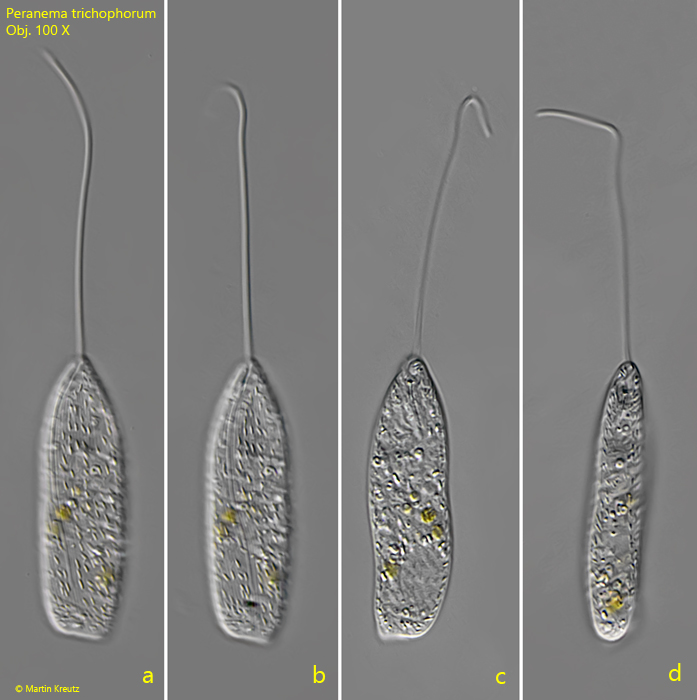 Peranema trichophorum
Obj. 100 X
a
b
c
d
© Martin Kreutz